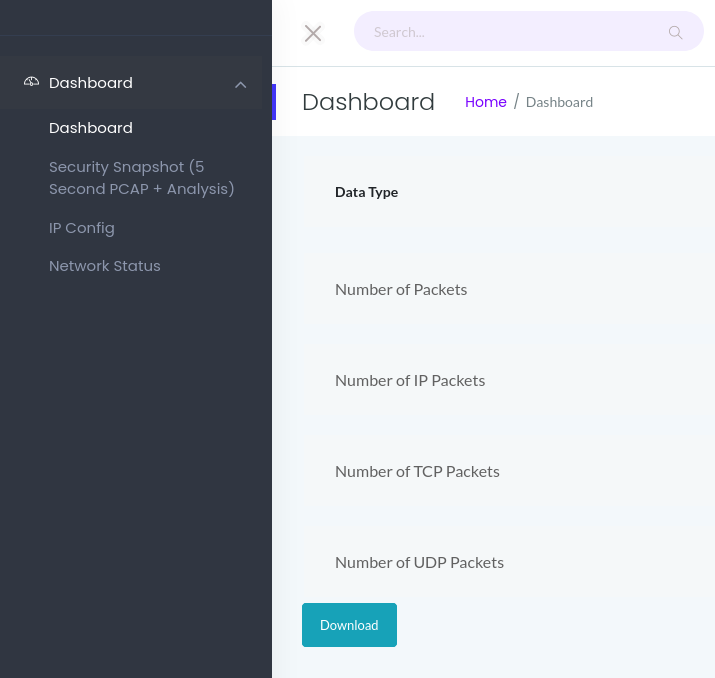 Search...
Dashboard
Dashboard
Security Snapshot (5
Second PCAP + Analysis)
IP Config
Network Status
Dashboard
Home / Dashboard
Data Type
Number of Packets
Number of IP Packets
Number of TCP Packets
Number of UDP Packets
Download